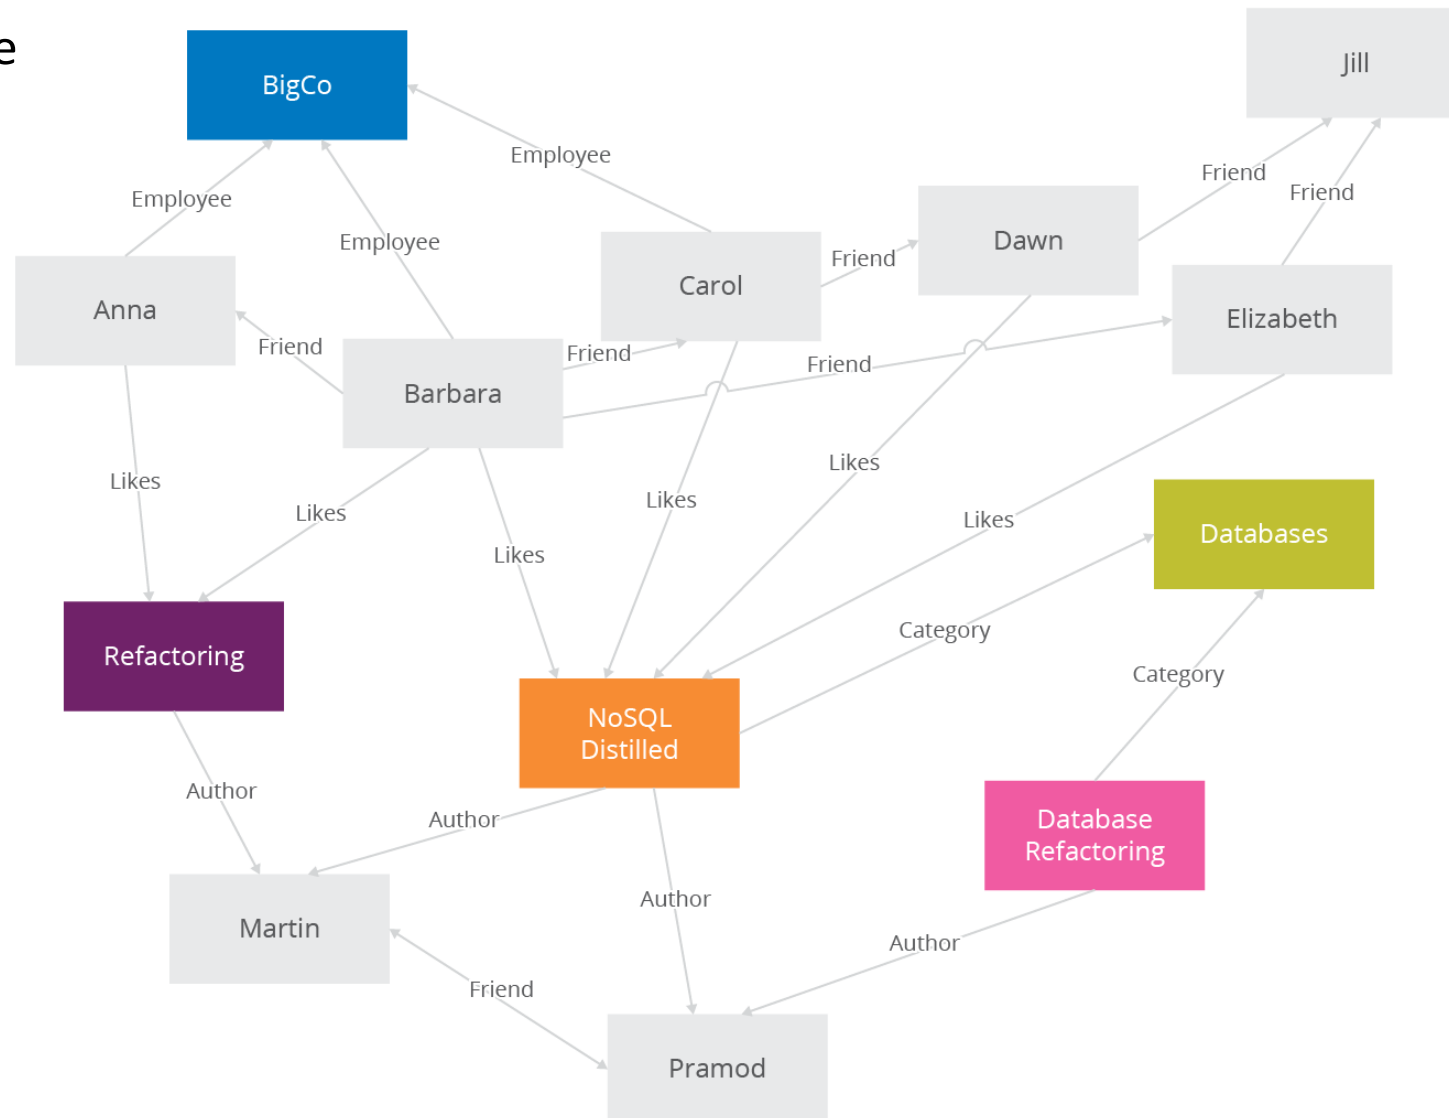 e
BigCo
Jill
Employee
Friend
Employee
Friend
Employee
Dawn
Friend
Carol
Anna
Elizabeth
Friend
Friend
Friend
Barbara
Likes
Likes
Likes
Likes
Likes
Likes
Databases
Category
Refactoring
Category
NoSQL
Distilled
Author
Author
Database
Refactoring
Author
Martin
Author
Friend
Pramod